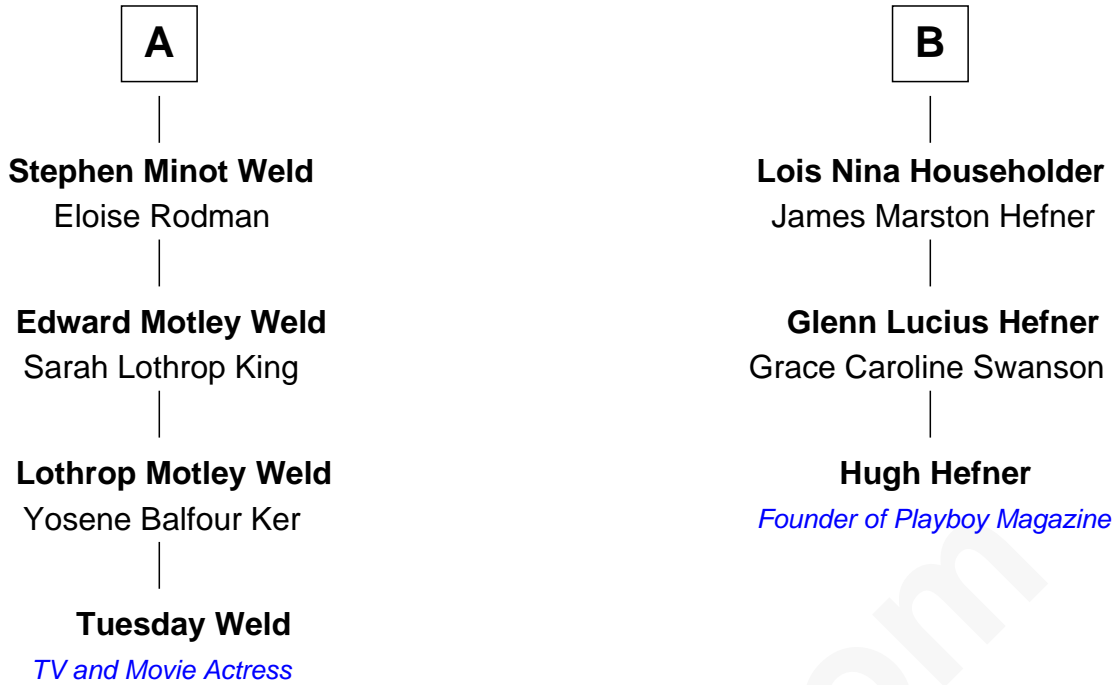 A
Stephen Minot Weld
Eloise Rodman
Edward Motley Weld
Sarah Lothrop King
Lothrop Motley Weld
Yosene Balfour Ker
Tuesday Weld
TV and Movie Actress
B
Lois Nina Householder
James Marston Hefner
Glenn Lucius Hefner
Grace Caroline Swanson
Hugh Hefner
Founder of Playboy Magazine